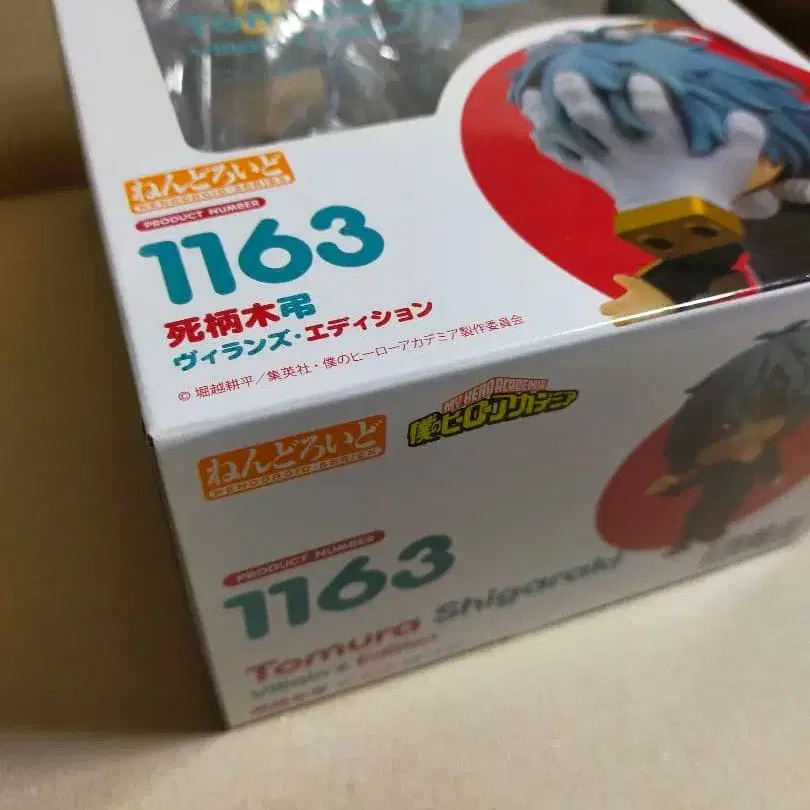 ねんどろいど
NENDOROID SERIES
PRODUCT NUMBER
1163
死柄木弔
ヴィランズ・エディション
© 堀越耕平／集英社・僕のヒーローアカデミア製作委員会
ねんどろいど
NENDOROID SERIES
MY HERO ACADEMIA
僕のヒーローアカデミア
PRODUCT NUMBER
1163
Tomura Shigaraki
Villain's Edition